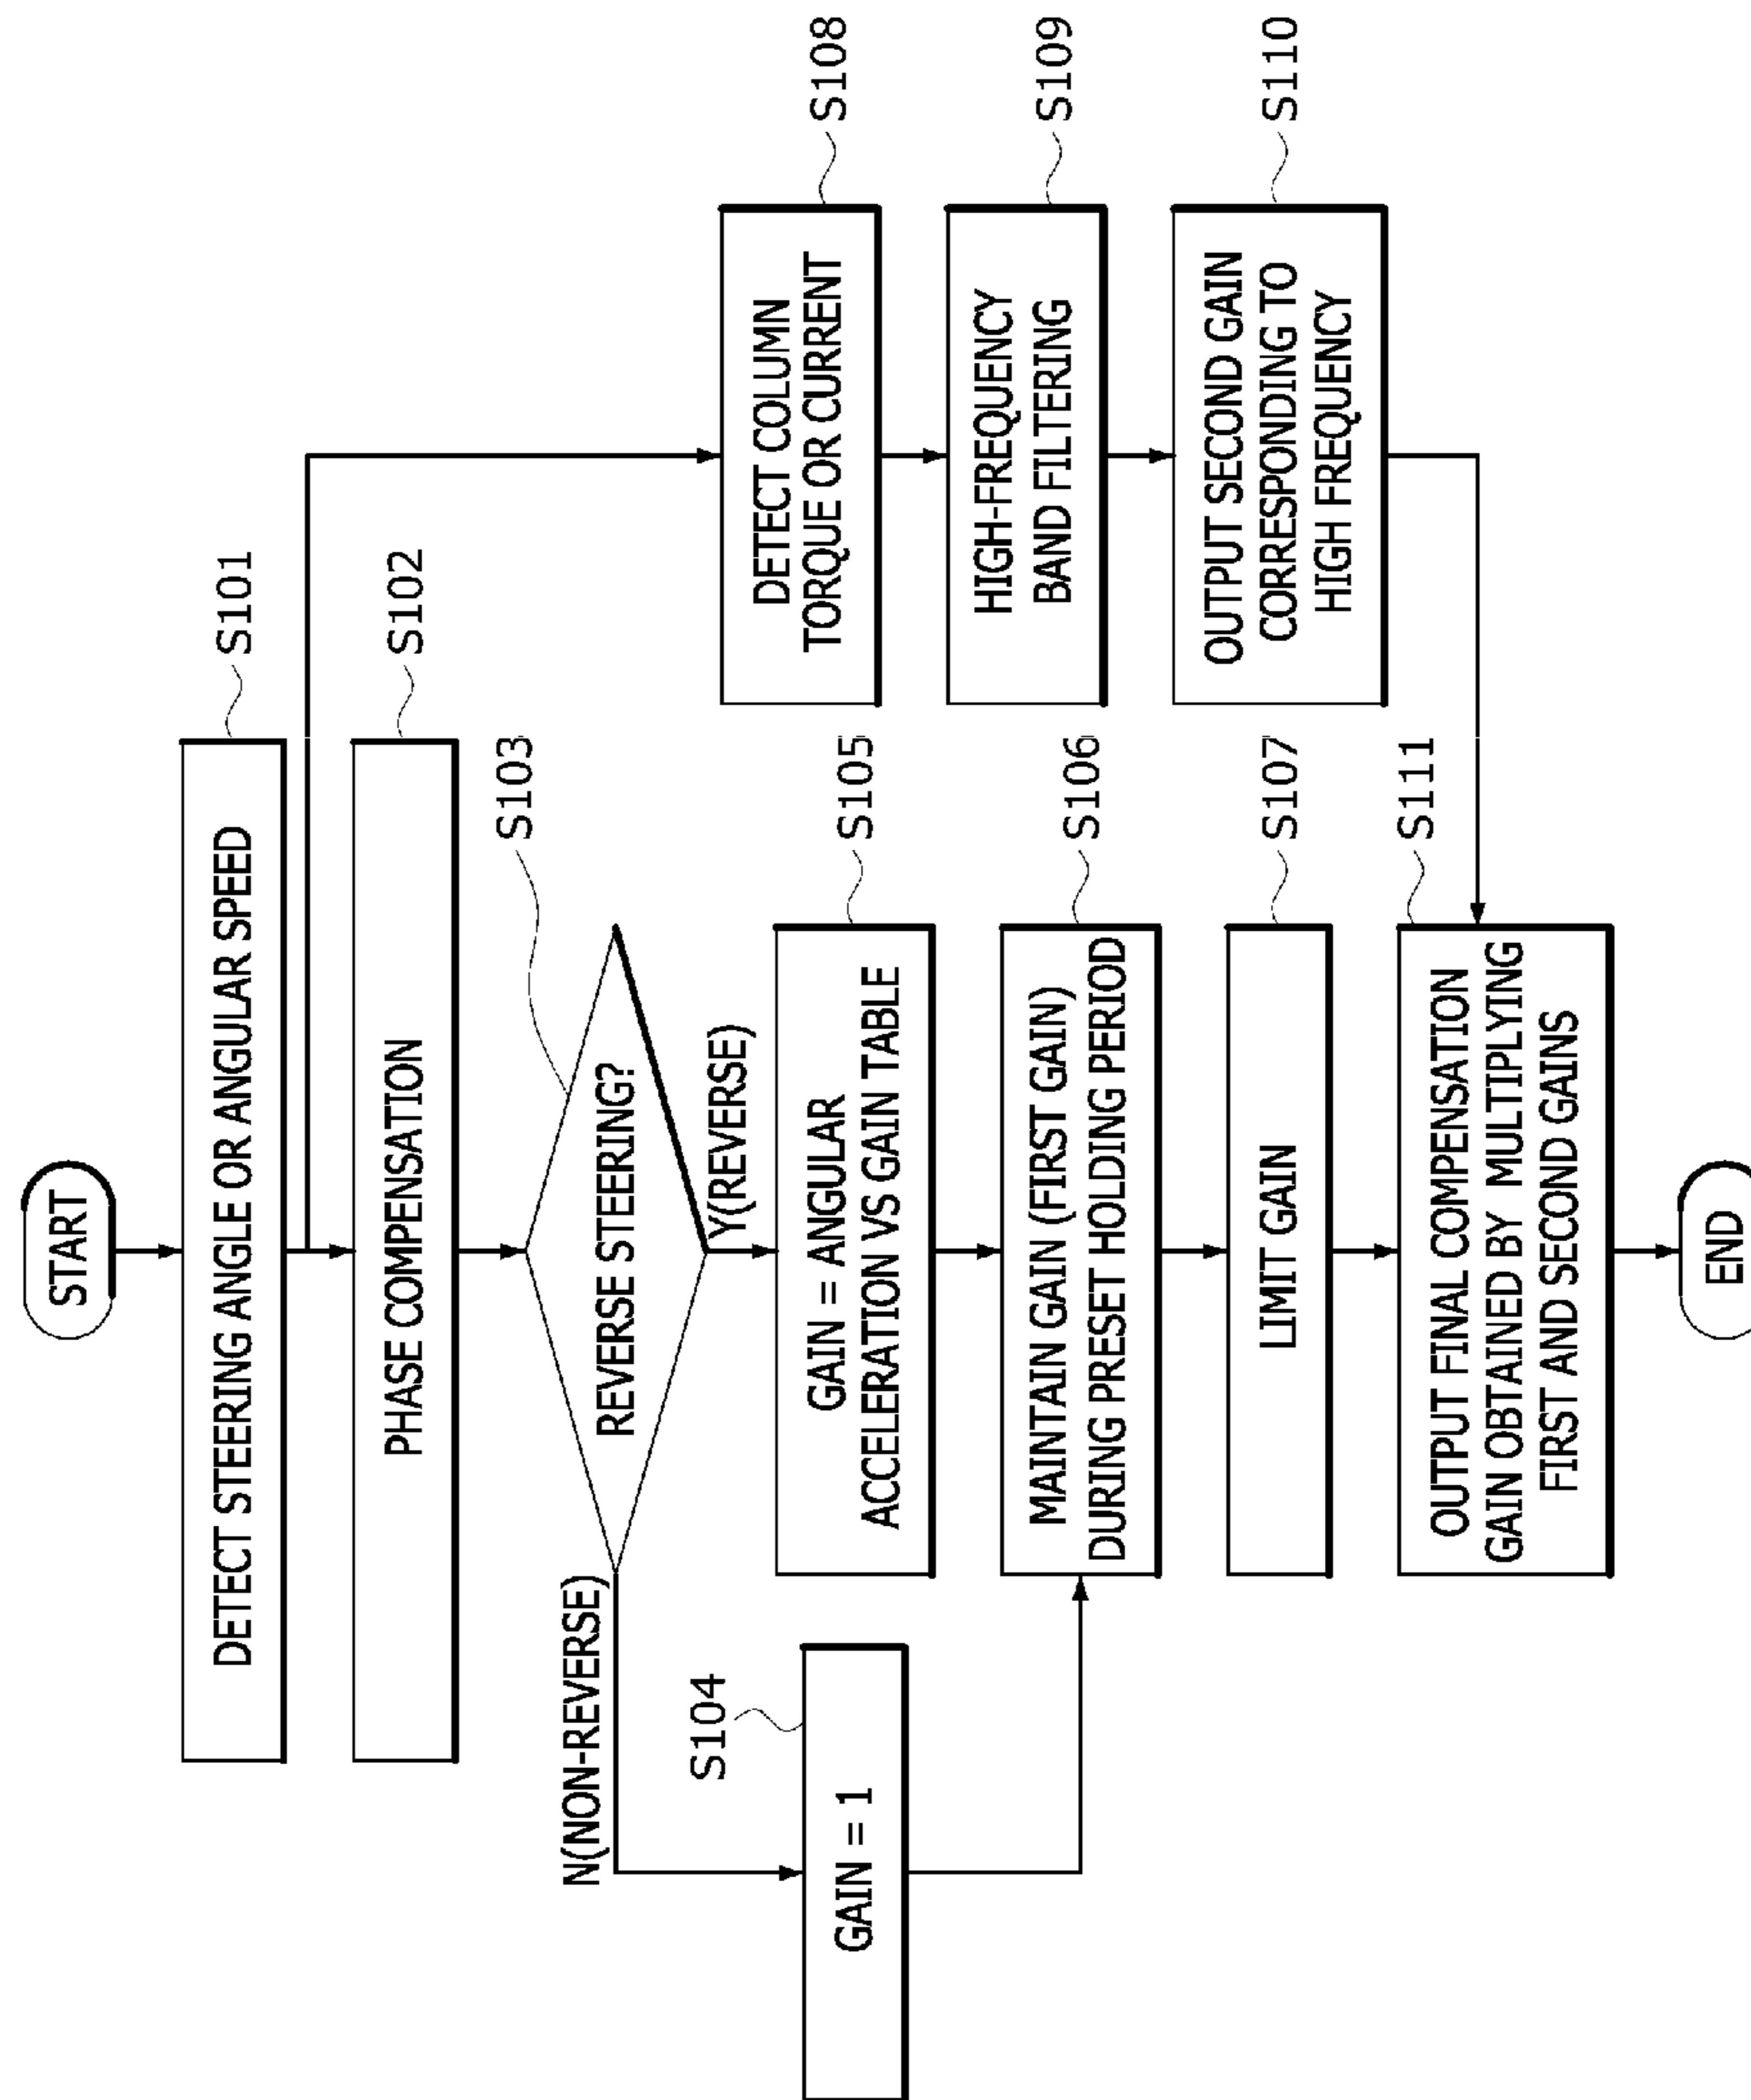 START
DETECT STEERING ANGLE OR ANGULAR SPEED
S101
PHASE COMPENSATION
S102
REVERSE STEERING?
S103
N(NON-REVERSE)
Y(REVERSE)
GAIN = 1
S104
GAIN = ANGULAR
ACCELERATION VS GAIN TABLE
S105
MAINTAIN GAIN (FIRST GAIN)
DURING PRESET HOLDING PERIOD
S106
LIMIT GAIN
S107
DETECT COLUMN
TORQUE OR CURRENT
S108
HIGH-FREQUENCY
BAND FILTERING
S109
OUTPUT SECOND GAIN
CORRESPONDING TO
HIGH FREQUENCY
S110
OUTPUT FINAL COMPENSATION
GAIN OBTAINED BY MULTIPLYING
FIRST AND SECOND GAINS
S111
END